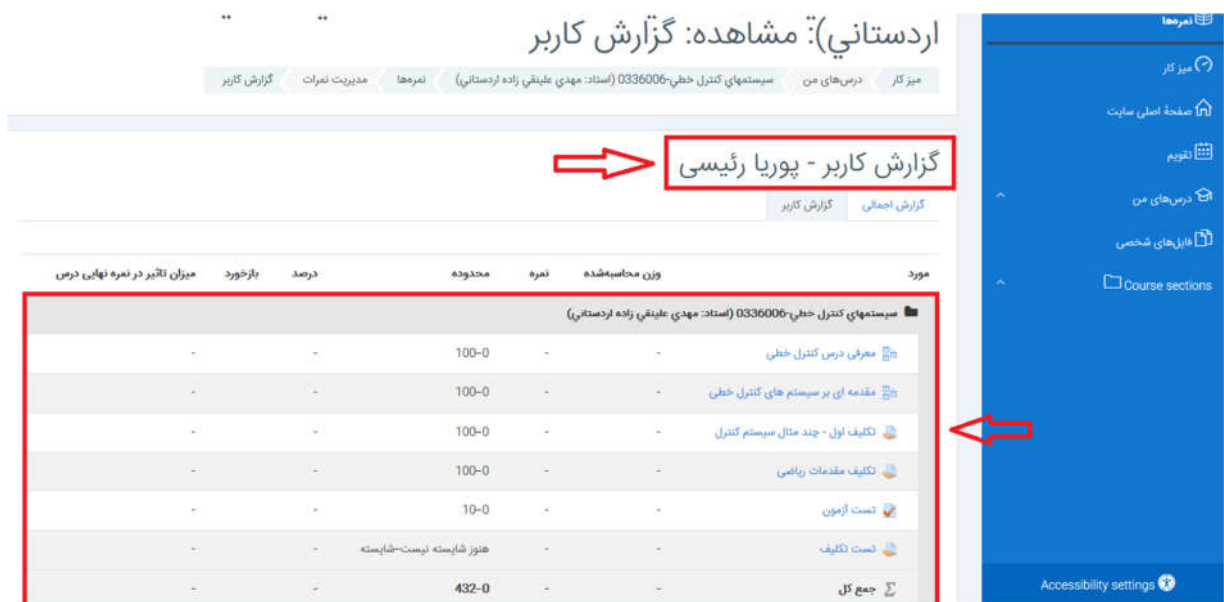 اردستاني): مشاهده: گزارش کاربر
میز کار
درس‌های من
سيستمهاي کنترل خطي-0336006 (استاد: مهدي علينقي زاده اردستاني)
نمره‌ها
مدیریت نمرات
گزارش کاربر
نمره‌ها
میز کار
صفحهٔ اصلی سایت
تقویم
درس‌های من
فایل‌های شخصی
Course sections
Accessibility settings
گزارش کاربر - پوریا رئیسی
گزارش اجمالی
گزارش کاربر
مورد وزن محاسبه‌شده نمره محدوده درصد بازخورد میزان تاثیر در نمره نهایی درس
سيستمهاي کنترل خطي-0336006 (استاد: مهدي علينقي زاده اردستاني)
معرفی درس کنترل خطی - - 0–100 - -
مقدمه ای بر سیستم های کنترل خطی - - 0–100 - -
تکلیف اول - چند مثال سیستم کنترل - - 0–100 - -
تکلیف مقدمات ریاضی - - 0–100 - -
تست آزمون - - 0–10 - -
تست تکلیف - - هنوز شایسته نیست–شایسته - -
جمع کل - - 0–432 - -